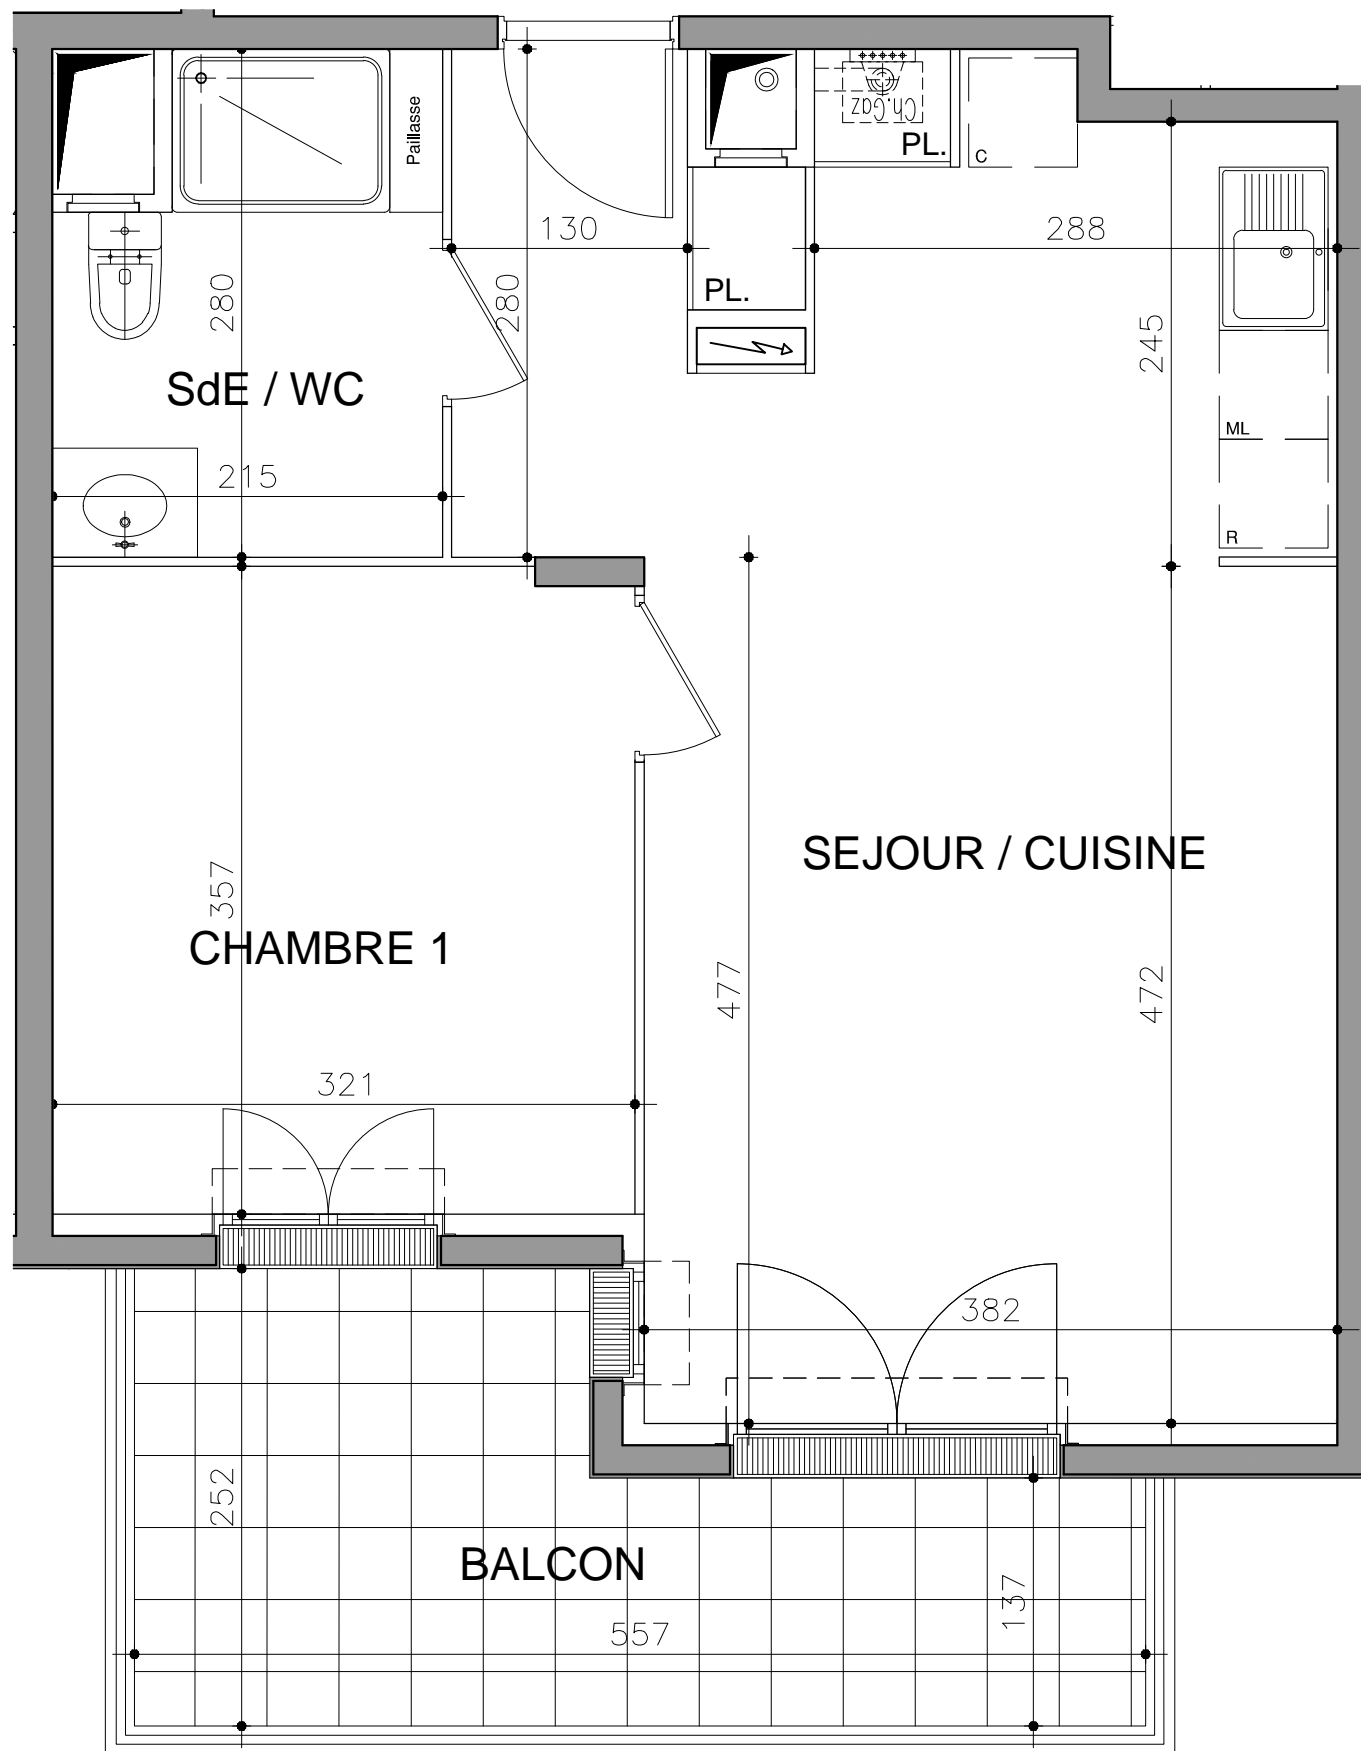 Paillasse
Ch.Gaz
PL.
C
130
288
280
280
PL.
245
SdE / WC
ML
215
R
SEJOUR / CUISINE
357
CHAMBRE 1
477
472
321
382
252
BALCON
137
557